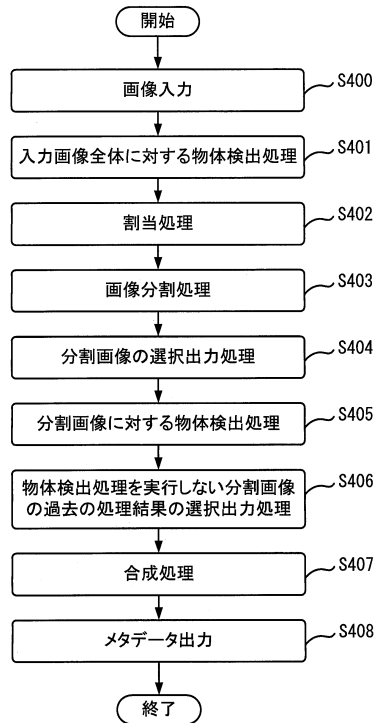 開始
画像入力
S400
入力画像全体に対する物体検出処理
S401
割当処理
S402
画像分割処理
S403
分割画像の選択出力処理
S404
分割画像に対する物体検出処理
S405
物体検出処理を実行しない分割画像
の過去の処理結果の選択出力処理
S406
合成処理
S407
メタデータ出力
S408
終了